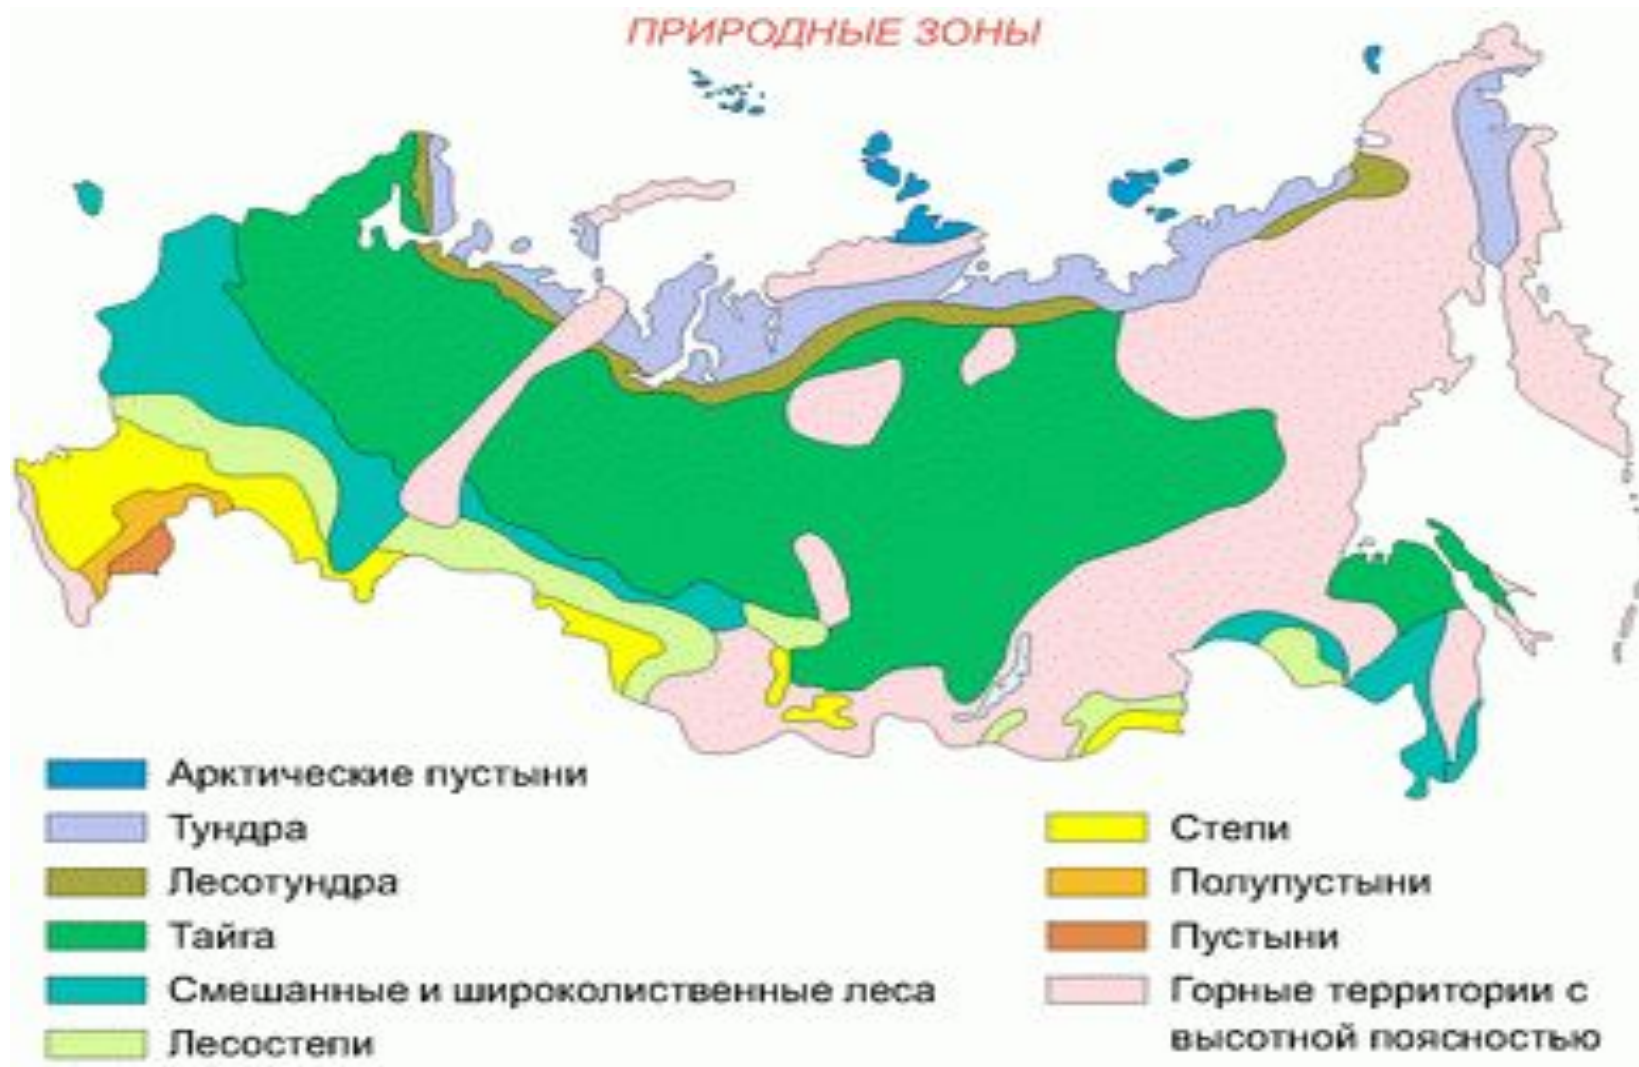 ПРИРОДНЫЕ ЗОНЫ
Арктические пустыни
Тундра
Лесотундра
Тайга
Смешанные и широколиственные леса
Лесостепи
Степи
Полупустыни
Пустыни
Горные территории с
высотной поясностью